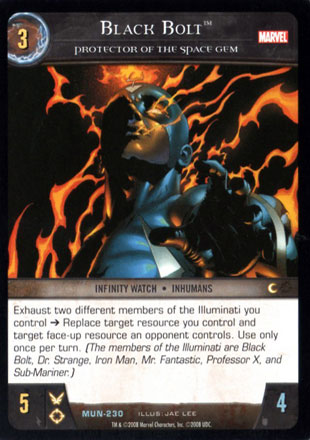 3
BLACK BOLT™
PROTECTOR OF THE SPACE GEM
MARVEL
INFINITY WATCH • INHUMANS
Exhaust two different members of the Illuminati you
control ➔ Replace target resource you control and
target face-up resource an opponent controls. Use only
once per turn. (The members of the Illuminati are Black
Bolt, Dr. Strange, Iron Man, Mr. Fantastic, Professor X, and
Sub-Mariner.)
5
MUN-230
ILLUS: JAE LEE
4
TM & ©2008 Marvel Characters, Inc. ©2008 UDC.